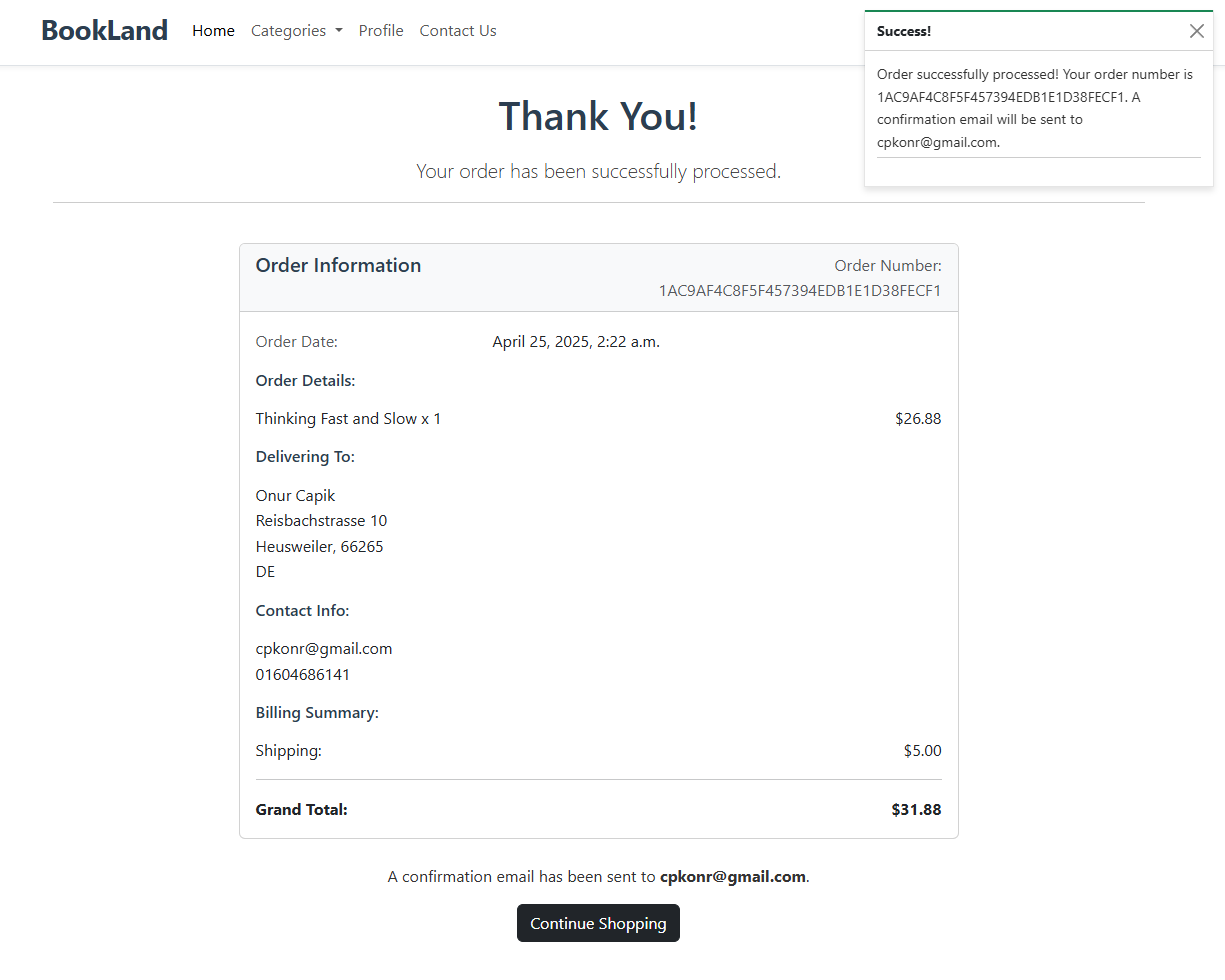 BookLand Home Categories Profile Contact Us
Success!
Order successfully processed! Your order number is
1AC9AF4C8F5F457394EDB1E1D38FECF1. A
confirmation email will be sent to
cpkonr@gmail.com.
Thank You!
Your order has been successfully processed.
Order Information
Order Number:
1AC9AF4C8F5F457394EDB1E1D38FECF1
Order Date: April 25, 2025, 2:22 a.m.
Order Details:
Thinking Fast and Slow x 1 $26.88
Delivering To:
Onur Capik
Reisbachstrasse 10
Heusweiler, 66265
DE
Contact Info:
cpkonr@gmail.com
01604686141
Billing Summary:
Shipping: $5.00
Grand Total: $31.88
A confirmation email has been sent to cpkonr@gmail.com.
Continue Shopping